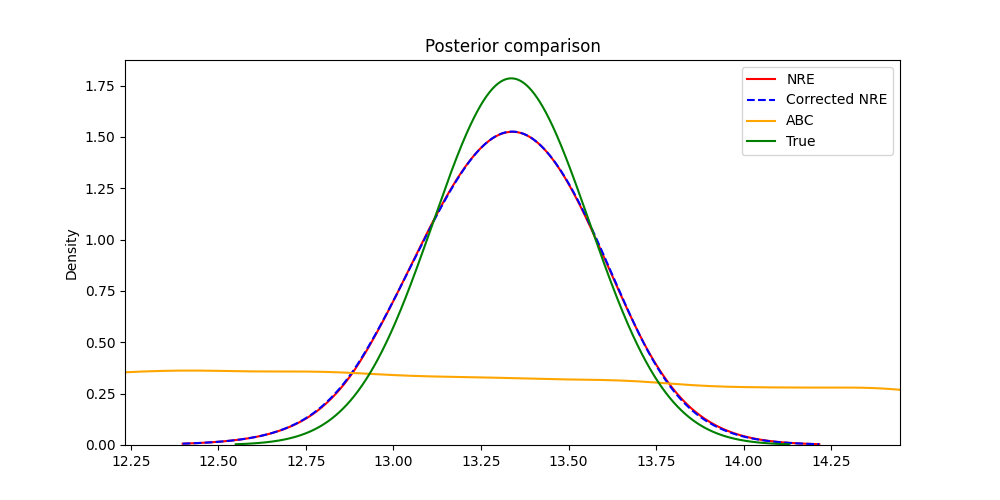 Posterior comparison
NRE
Corrected NRE
ABC
True
Density
1.75
1.50
1.25
1.00
0.75
0.50
0.25
0.00
12.25 12.50 12.75 13.00 13.25 13.50 13.75 14.00 14.25